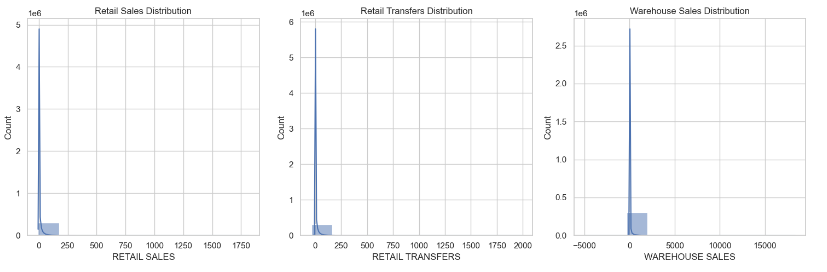 Retail Sales Distribution
1e6
5
4
3
2
1
0
Count
0 250 500 750 1000 1250 1500 1750
RETAIL SALES
Retail Transfers Distribution
1e6
6
5
4
3
2
1
0
Count
0 250 500 750 1000 1250 1500 1750 2000
RETAIL TRANSFERS
Warehouse Sales Distribution
1e6
2.5
2.0
1.5
1.0
0.5
0.0
Count
−5000 0 5000 10000 15000
WAREHOUSE SALES